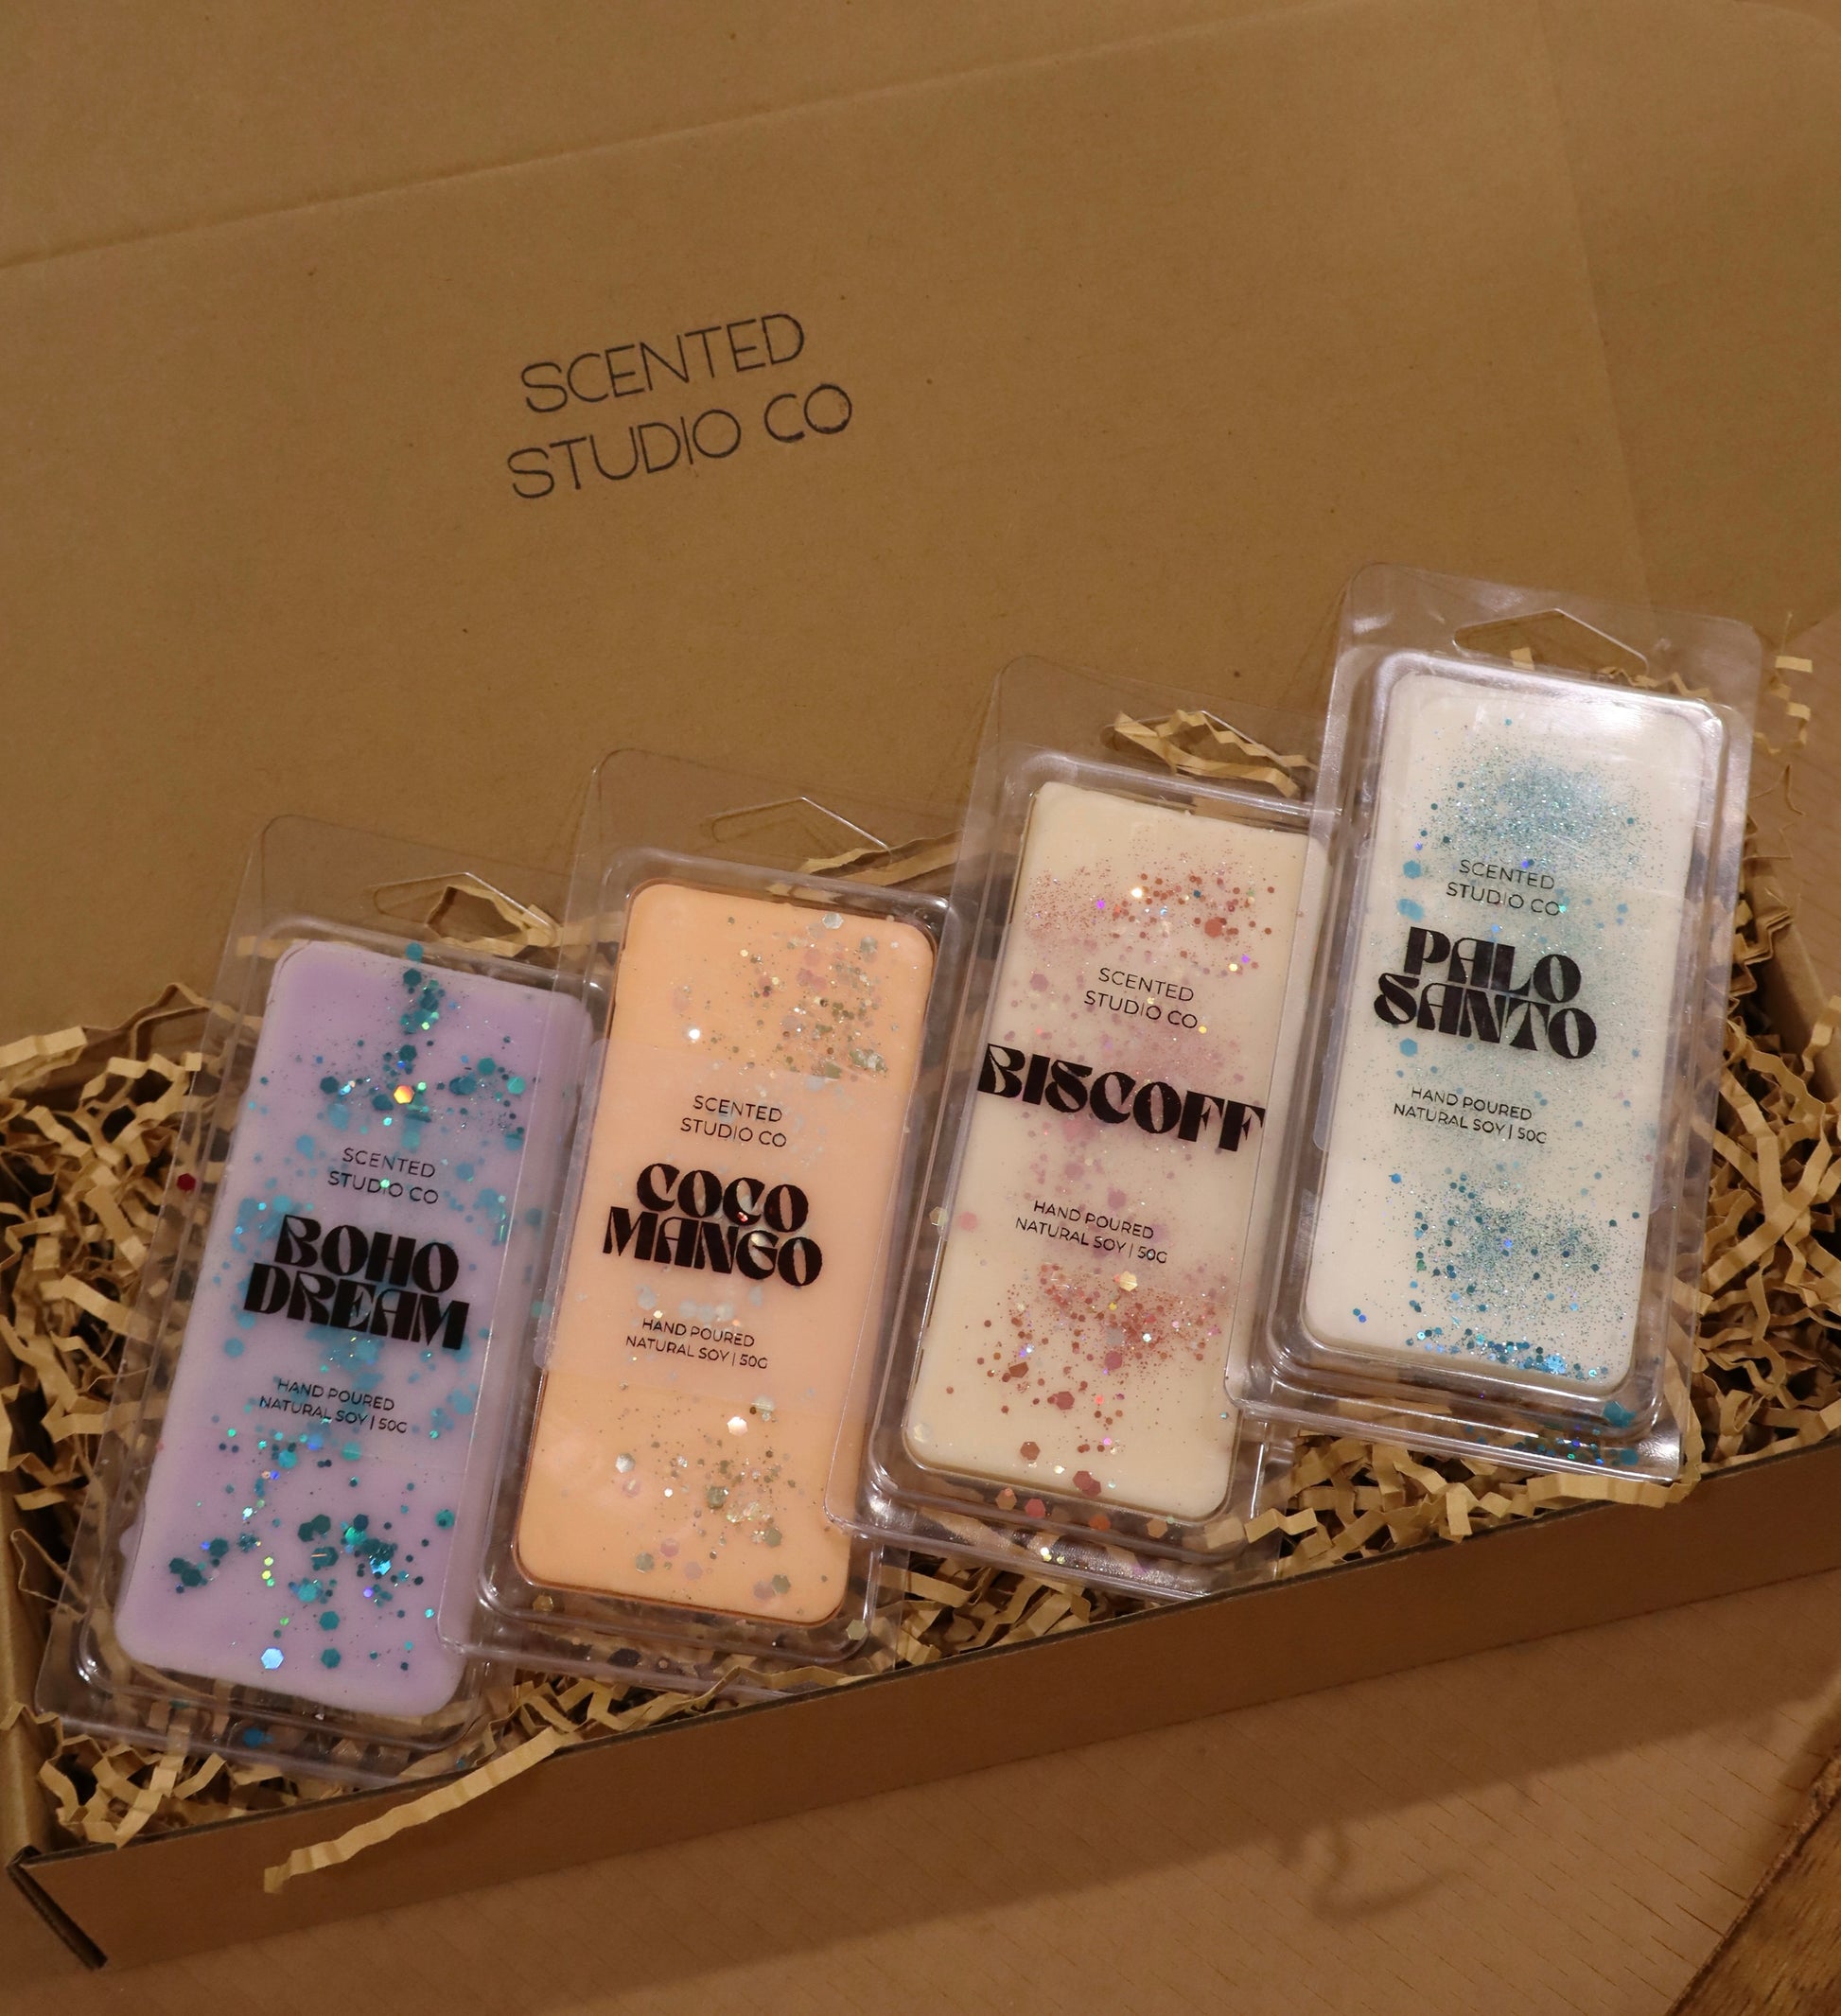 SCENTED
STUDIO CO
SCENTED
STUDIO CO
BOHO
DREAM
HAND POURED
NATURAL SOY | 50G
SCENTED
STUDIO CO
COCO
MANGO
HAND POURED
NATURAL SOY | 50G
SCENTED
STUDIO CO
BISCOFF
HAND POURED
NATURAL SOY | 50G
SCENTED
STUDIO CO
PALO
SANTO
HAND POURED
NATURAL SOY | 50G